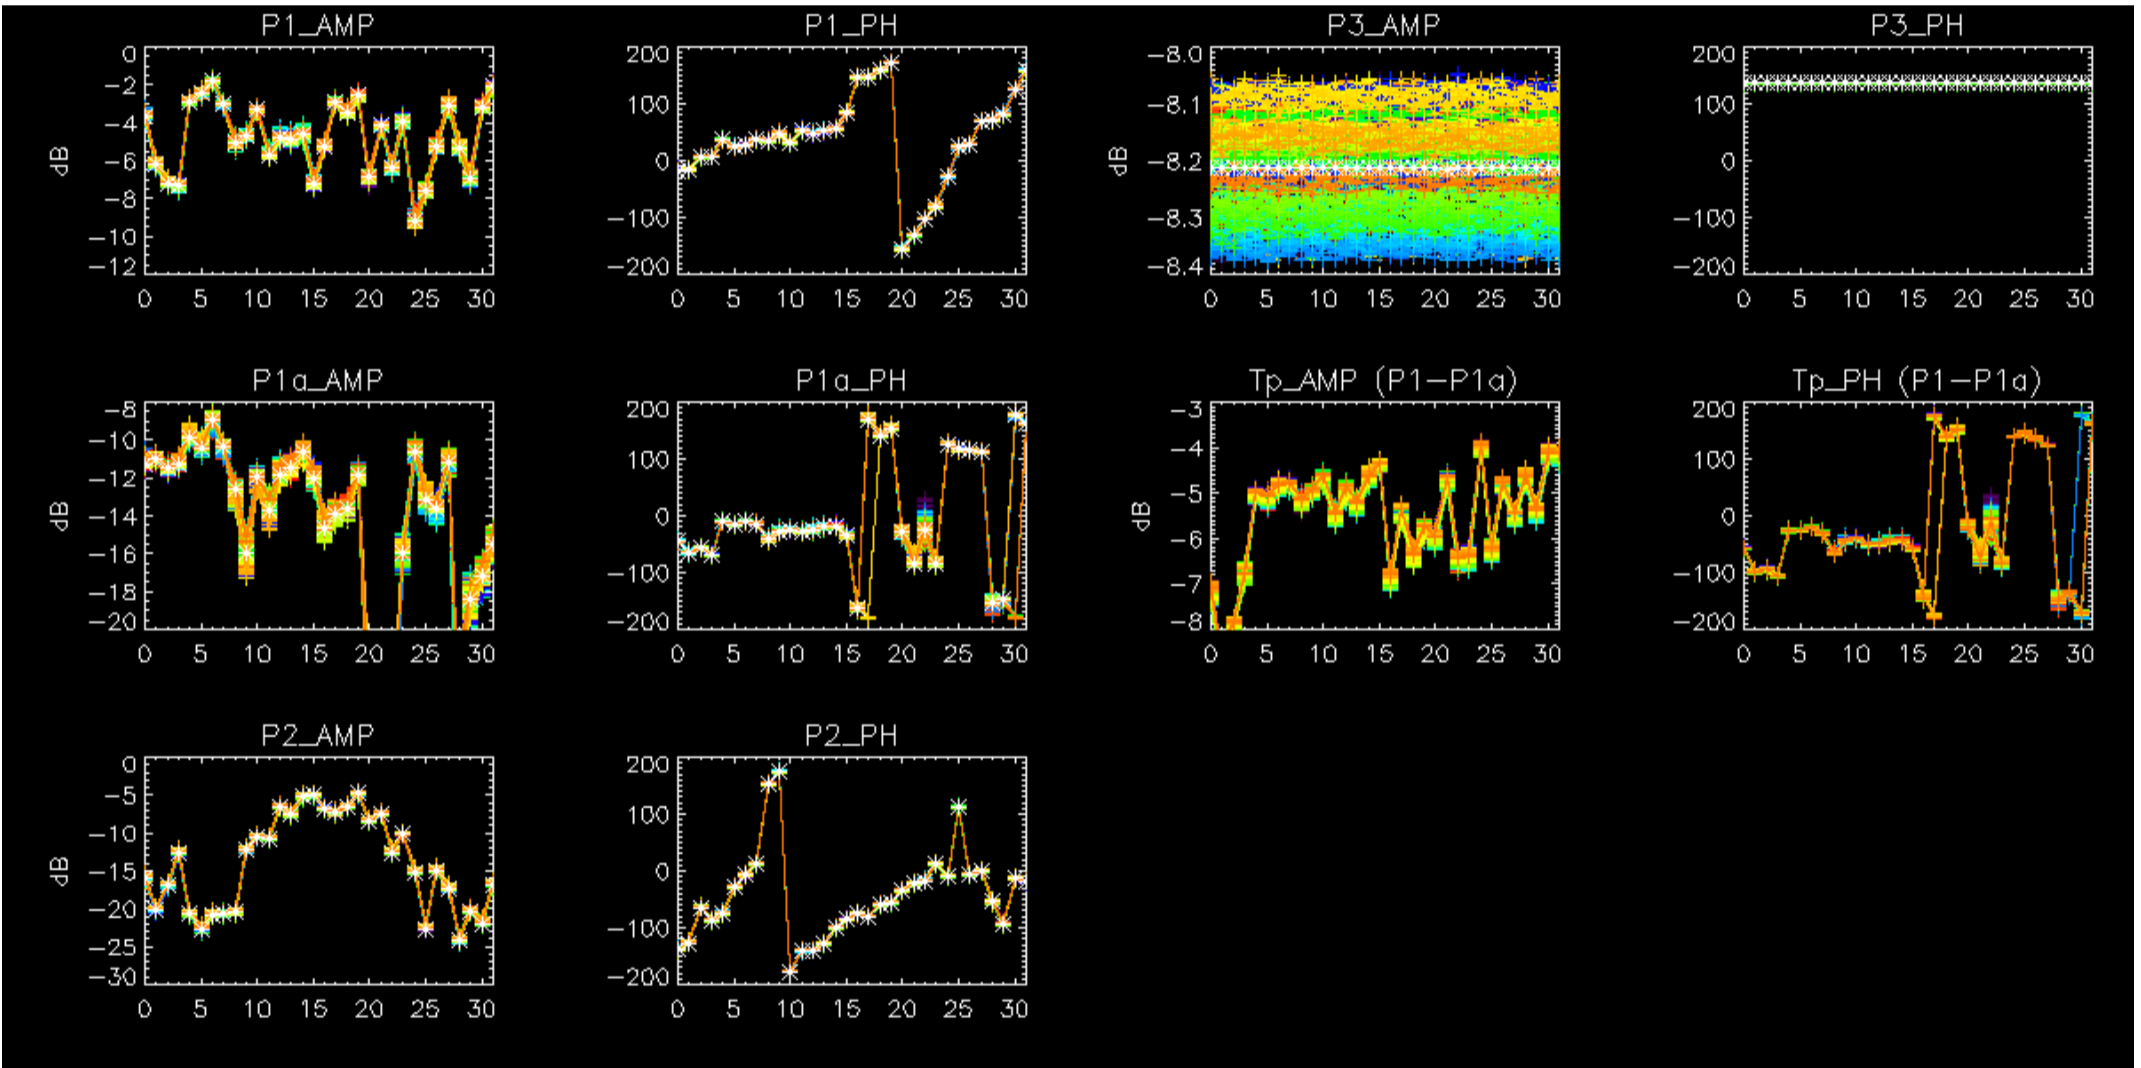 P1_AMP
dB
0
-2
-4
-6
-8
-10
-12
0 5 10 15 20 25 30
P1_PH
200
100
0
-100
-200
0 5 10 15 20 25 30
P3_AMP
dB
-8.0
-8.1
-8.2
-8.3
-8.4
0 5 10 15 20 25 30
P3_PH
200
100
0
-100
-200
0 5 10 15 20 25 30
P1a_AMP
dB
-8
-10
-12
-14
-16
-18
-20
0 5 10 15 20 25 30
P1a_PH
200
100
0
-100
-200
0 5 10 15 20 25 30
Tp_AMP (P1-P1a)
dB
-3
-4
-5
-6
-7
-8
0 5 10 15 20 25 30
Tp_PH (P1-P1a)
200
100
0
-100
-200
0 5 10 15 20 25 30
P2_AMP
dB
0
-5
-10
-15
-20
-25
-30
0 5 10 15 20 25 30
P2_PH
200
100
0
-100
-200
0 5 10 15 20 25 30